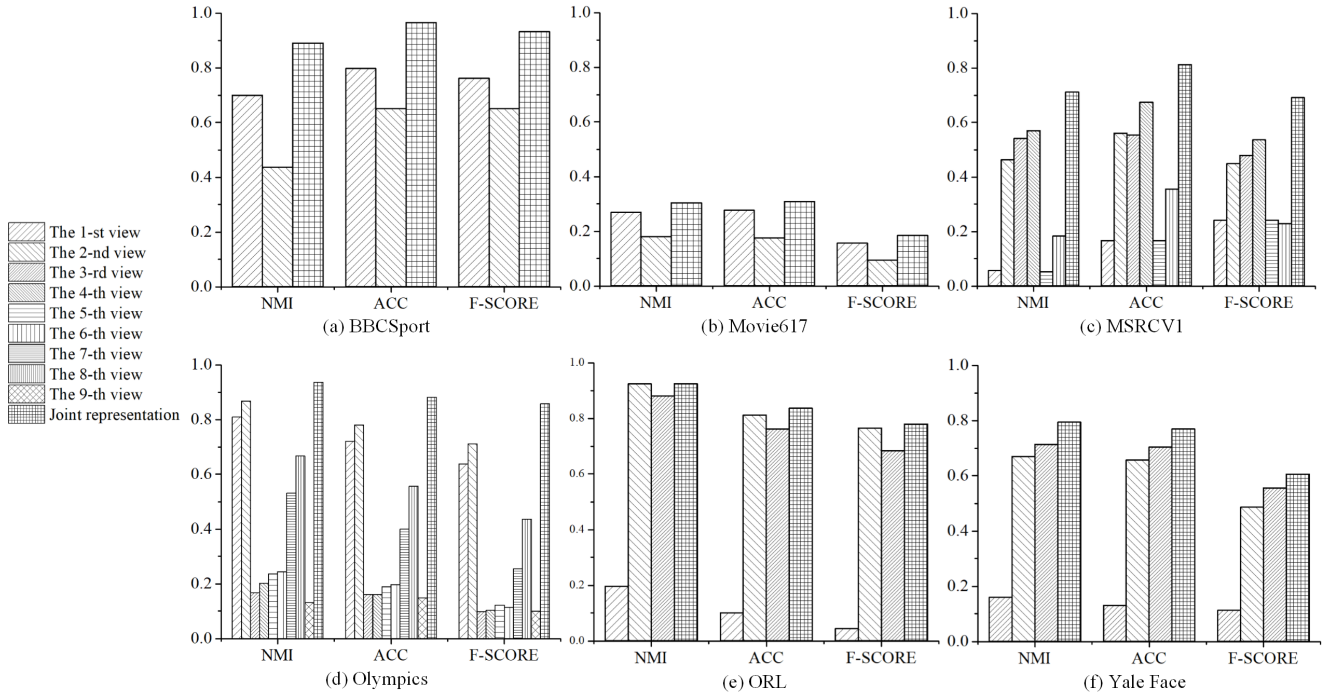 The 1-st view
The 2-nd view
The 3-rd view
The 4-th view
The 5-th view
The 6-th view
The 7-th view
The 8-th view
The 9-th view
Joint representation
1.0
0.8
0.6
0.4
0.2
0.0
NMI ACC F-SCORE
(a) BBCSport
1.0
0.8
0.6
0.4
0.2
0.0
NMI ACC F-SCORE
(b) Movie617
1.0
0.8
0.6
0.4
0.2
0.0
NMI ACC F-SCORE
(c) MSRCV1
1.0
0.8
0.6
0.4
0.2
0.0
NMI ACC F-SCORE
(d) Olympics
1.0
0.8
0.6
0.4
0.2
0.0
NMI ACC F-SCORE
(e) ORL
1.0
0.8
0.6
0.4
0.2
0.0
NMI ACC F-SCORE
(f) Yale Face